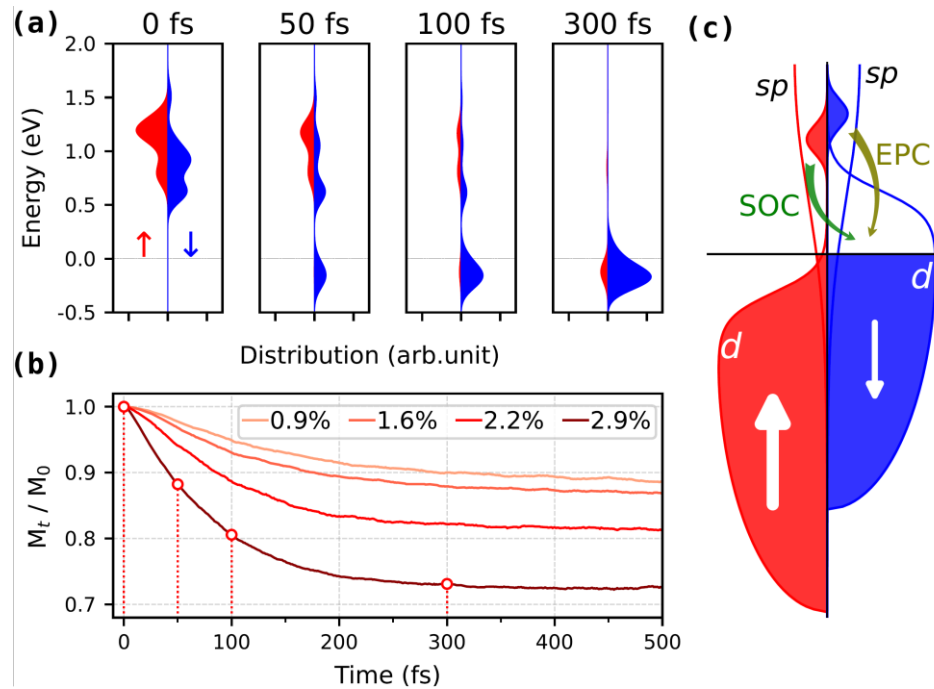 (a)
0 fs
50 fs
100 fs
300 fs
Energy (eV)
2.0
1.5
1.0
0.5
0.0
-0.5
↑ ↓
Distribution (arb.unit)
(b)
M_t / M_0
1.0
0.9
0.8
0.7
0.9%
1.6%
2.2%
2.9%
0
100
200
300
400
500
Time (fs)
(c)
sp
sp
EPC
SOC
d
d